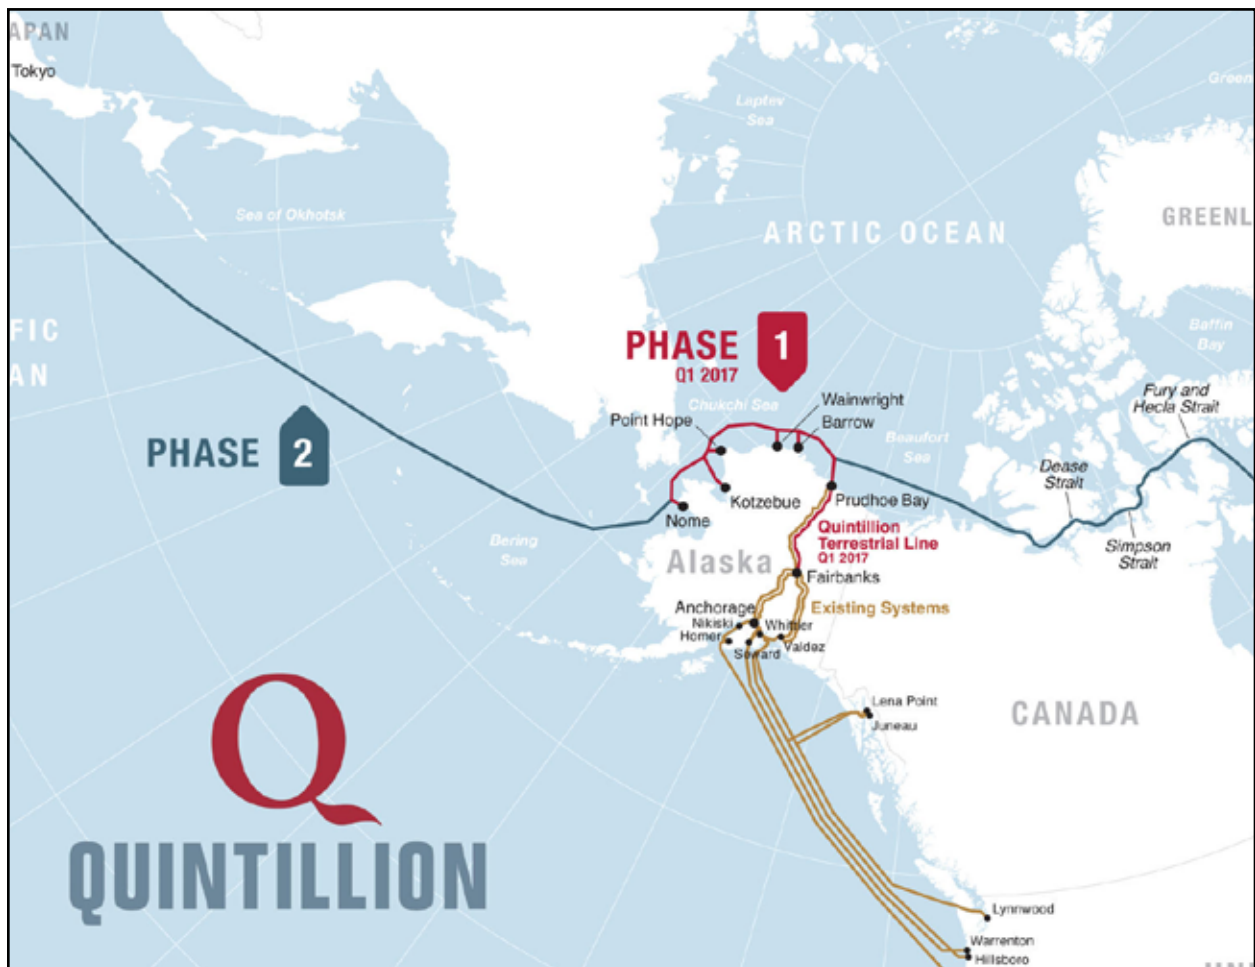 APAN
Tokyo
Laptev
Sea
Green
Sea of Okhotsk
ARCTIC OCEAN
GREENL
FIC
AN
PHASE 1
Q1 2017
Baffin
Bay
Chukchi Sea
Wainwright
Barrow
Point Hope
Fury and
Hecla Strait
Beaufort
Sea
PHASE 2
Dease
Strait
Kotzebue
Prudhoe Bay
Nome
Quintillion
Terrestrial Line
Q1 2017
Simpson
Strait
Bering
Sea
Alaska
Fairbanks
Anchorage
Existing Systems
Nikiski
Whittier
Homer
Seward
Valdez
Lena Point
Juneau
CANADA
Q
QUINTILLION
Lynnwood
Warrenton
Hillsboro